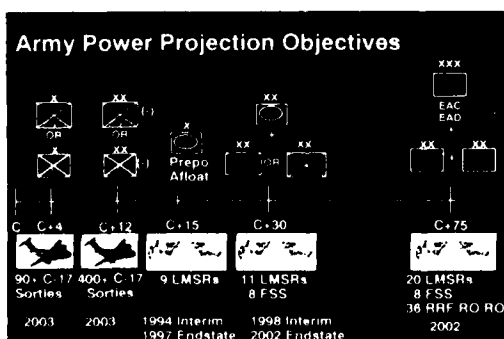 Army Power Projection Objectives
X
XX
(-)
OR
OR
X
XX
(-)
X
Prepo
Afloat
XX
+
OR
+
XXX
EAC
EAD
+
XX
+
XX
C
C+4
C+12
C+15
C+30
C+75
90+ C-17
Sorties
400+ C-17
Sorties
9 LMSRs
11 LMSRs
8 FSS
20 LMSRs
8 FSS
36 RRF RO RO
2003
2003
1994 Interim
1997 Endstate
1998 Interim
2002 Endstate
2002